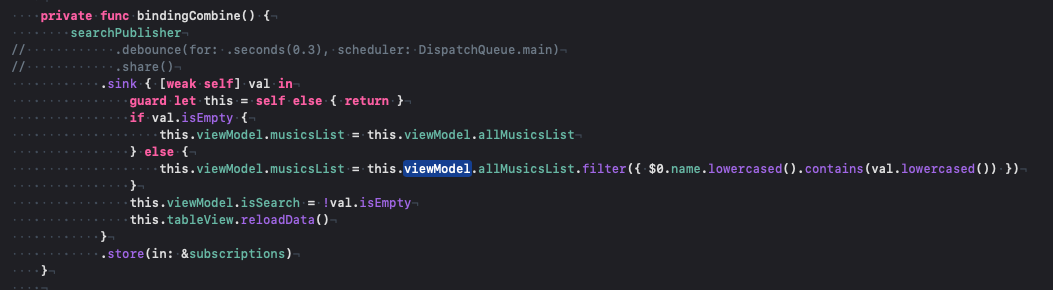 private func bindingCombine() {
searchPublisher
// .debounce(for: .seconds(0.3), scheduler: DispatchQueue.main)
// .share()
.sink { [weak self] val in
guard let this = self else { return }
if val.isEmpty {
this.viewModel.musicsList = this.viewModel.allMusicsList
} else {
this.viewModel.musicsList = this.viewModel.allMusicsList.filter({ $0.name.lowercased().contains(val.lowercased()) })
}
this.viewModel.isSearch = !val.isEmpty
this.tableView.reloadData()
}
.store(in: &subscriptions)
}